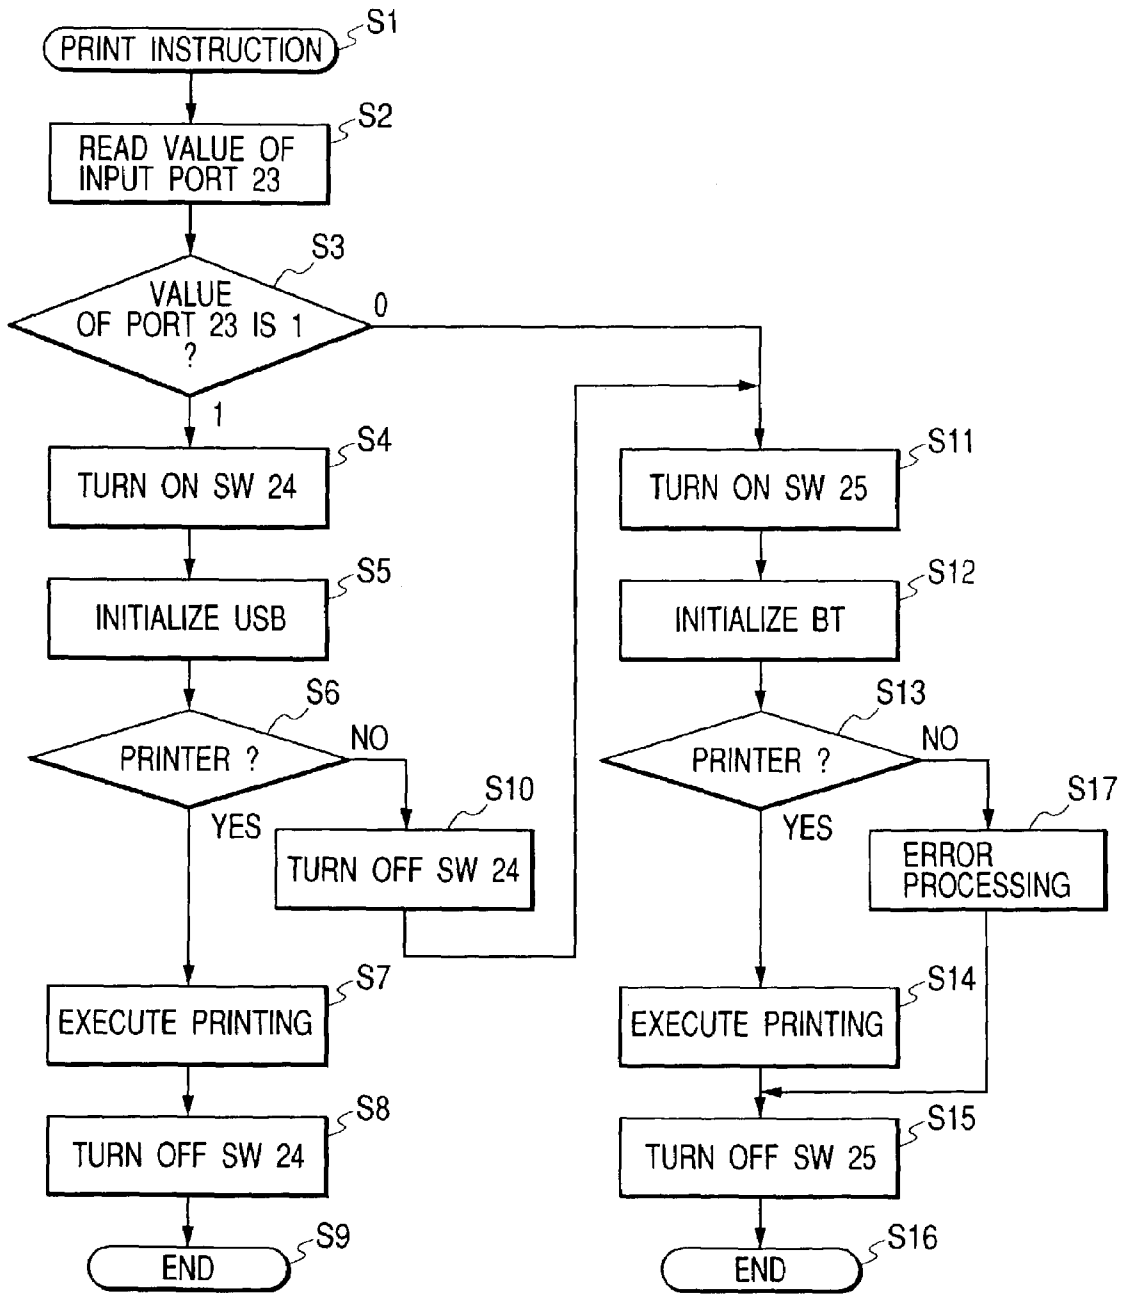 PRINT INSTRUCTION
S1
READ VALUE OF
INPUT PORT 23
S2
VALUE
OF PORT 23 IS 1
?
S3
0
1
TURN ON SW 24
S4
INITIALIZE USB
S5
PRINTER ?
S6
NO
YES
TURN OFF SW 24
S10
EXECUTE PRINTING
S7
TURN OFF SW 24
S8
END
S9
TURN ON SW 25
S11
INITIALIZE BT
S12
PRINTER ?
S13
NO
YES
ERROR
PROCESSING
S17
EXECUTE PRINTING
S14
TURN OFF SW 25
S15
END
S16